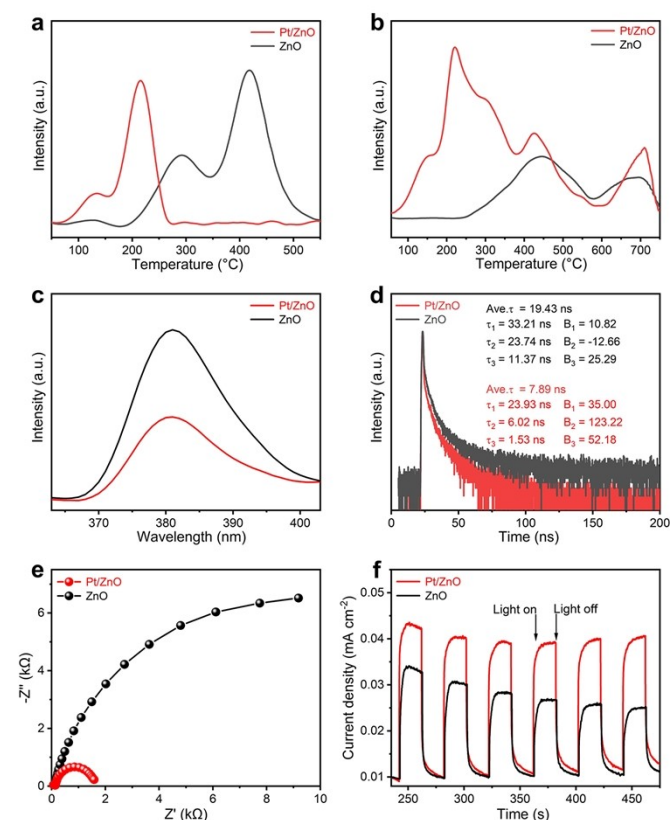 a
Pt/ZnO
ZnO
Intensity (a.u.)
100 200 300 400 500
Temperature (°C)
b
Pt/ZnO
ZnO
Intensity (a.u.)
100 200 300 400 500 600 700
Temperature (°C)
c
Pt/ZnO
ZnO
Intensity (a.u.)
370 380 390 400
Wavelength (nm)
d
Pt/ZnO
ZnO
Ave.τ = 19.43 ns
τ1 = 33.21 ns B1 = 10.82
τ2 = 23.74 ns B2 = -12.66
τ3 = 11.37 ns B3 = 25.29
Ave.τ = 7.89 ns
τ1 = 23.93 ns B1 = 35.00
τ2 = 6.02 ns B2 = 123.22
τ3 = 1.53 ns B3 = 52.18
Intensity (a.u.)
0 50 100 150 200
Time (ns)
e
Pt/ZnO
ZnO
-Z'' (kΩ)
6
4
2
0
0 2 4 6 8 10
Z' (kΩ)
f
Pt/ZnO
ZnO
Light on
Light off
Current density (mA cm-2)
0.05
0.04
0.03
0.02
0.01
250 300 350 400 450
Time (s)